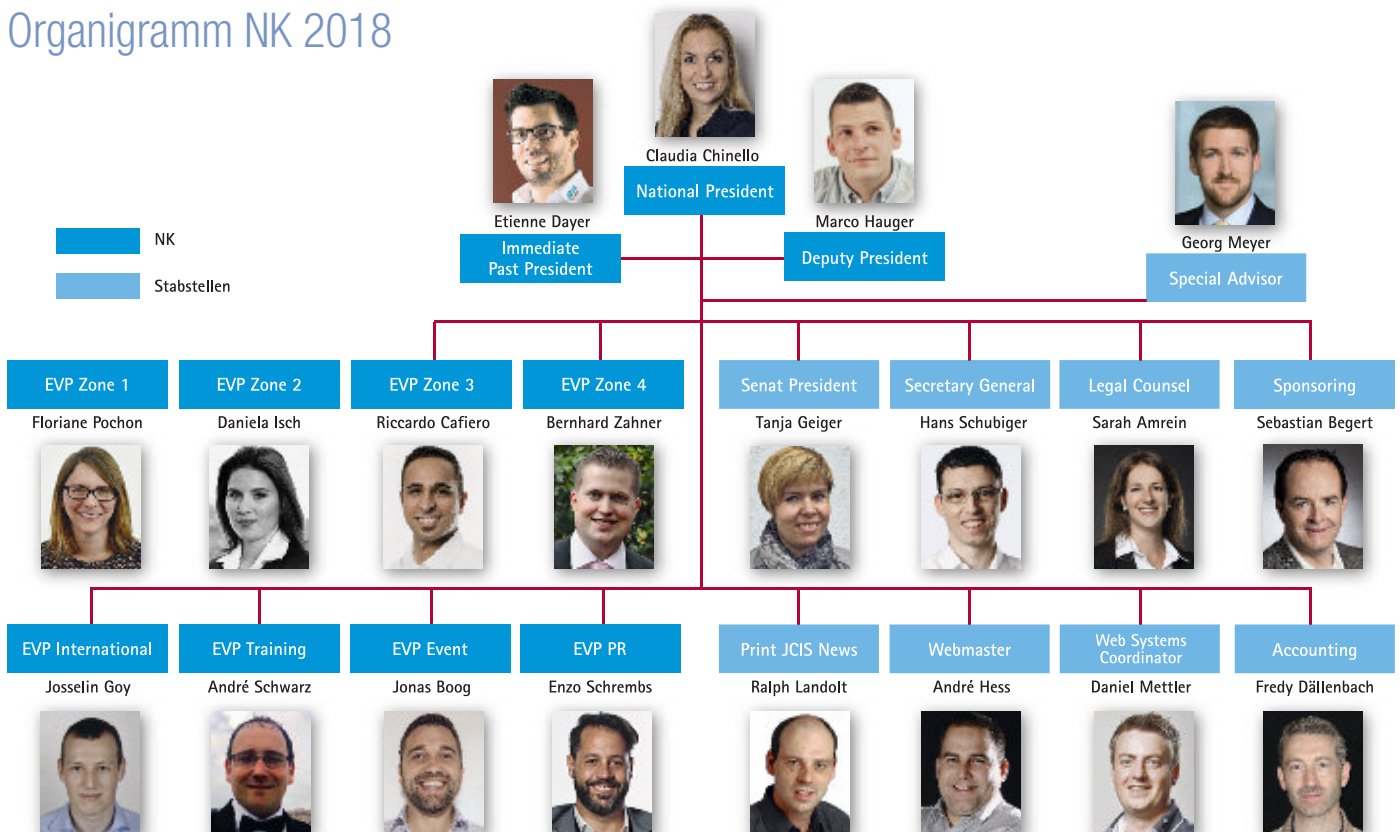 Organigramm NK 2018
Claudia Chinello
National President
Etienne Dayer
Immediate
Past President
Marco Hauger
Deputy President
Georg Meyer
Special Advisor
NK
Stabstellen
EVP Zone 1
EVP Zone 2
EVP Zone 3
EVP Zone 4
Senat President
Secretary General
Legal Counsel
Sponsoring
Floriane Pochon
Daniela Isch
Riccardo Cafiero
Bernhard Zahner
Tanja Geiger
Hans Schubiger
Sarah Amrein
Sebastian Begert
EVP International
EVP Training
EVP Event
EVP PR
Print JCIS News
Webmaster
Web Systems
Coordinator
Accounting
Josselin Goy
André Schwarz
Jonas Boog
Enzo Schrembs
Ralph Landolt
André Hess
Daniel Mettler
Fredy Dällenbach